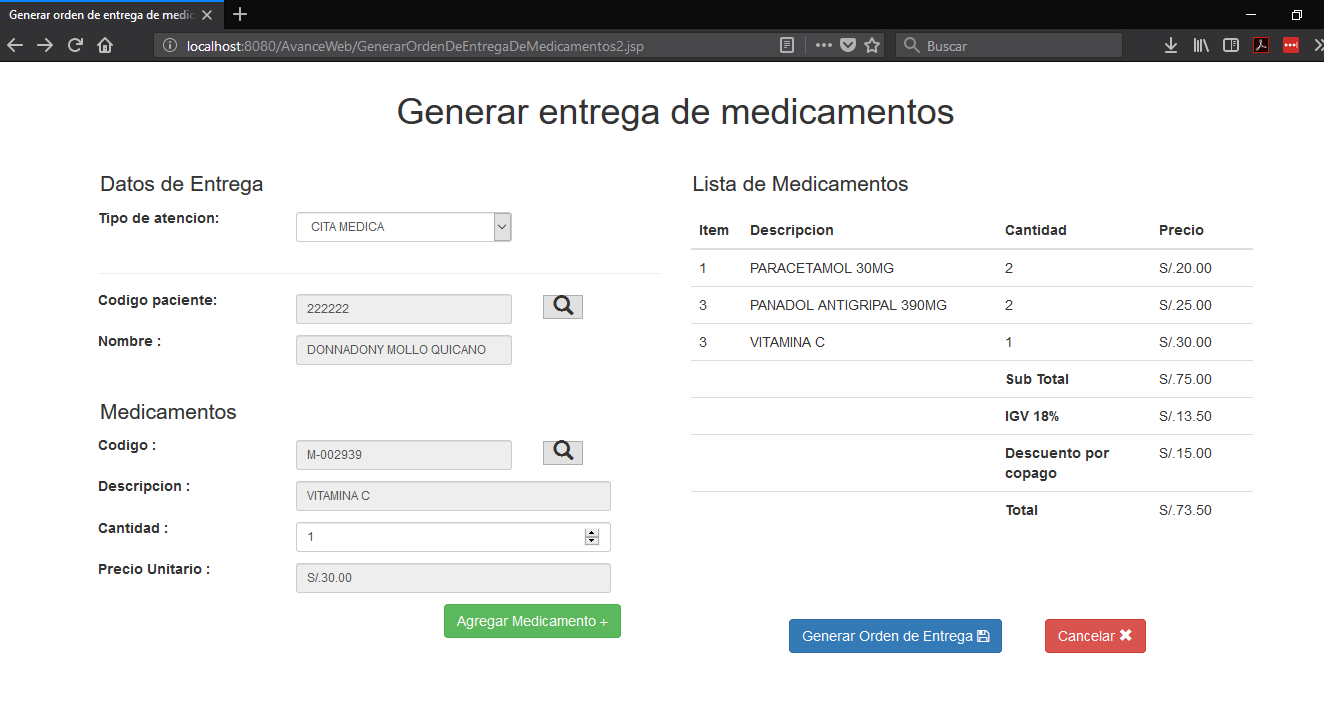 Generar orden de entrega de medic
localhost:8080/AvanceWeb/GenerarOrdenDeEntregaDeMedicamentos2.jsp
Buscar
Generar entrega de medicamentos
Datos de Entrega
Tipo de atencion:
CITA MEDICA
Codigo paciente:
222222
Nombre :
DONNADONY MOLLO QUICANO
Medicamentos
Codigo :
M-002939
Descripcion :
VITAMINA C
Cantidad :
1
Precio Unitario :
S/.30.00
Agregar Medicamento +
Lista de Medicamentos
Item Descripcion Cantidad Precio
1 PARACETAMOL 30MG 2 S/.20.00
3 PANADOL ANTIGRIPAL 390MG 2 S/.25.00
3 VITAMINA C 1 S/.30.00
Sub Total S/.75.00
IGV 18% S/.13.50
Descuento por S/.15.00
copago
Total S/.73.50
Generar Orden de Entrega
Cancelar